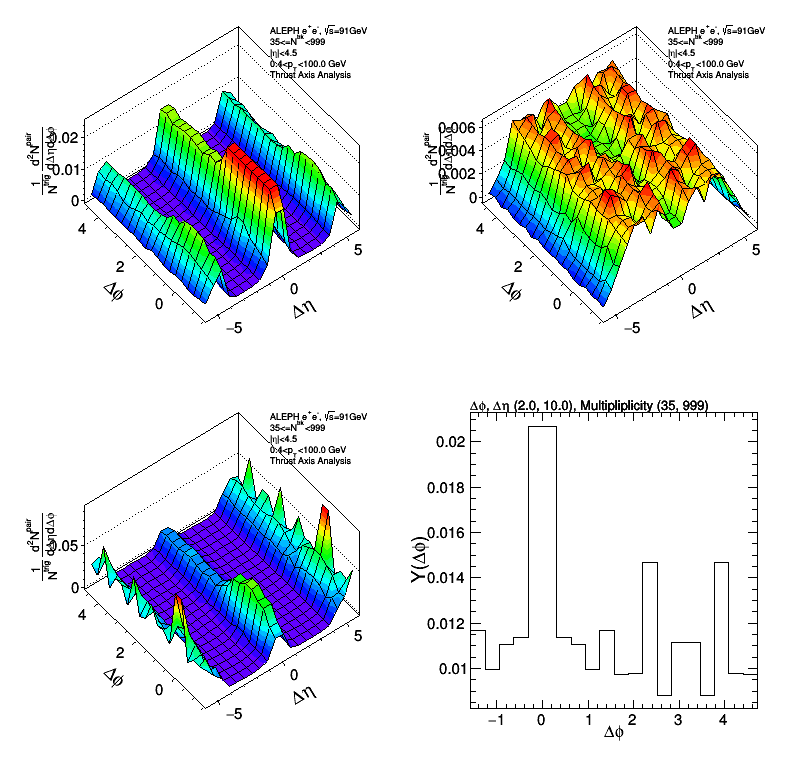 ALEPH e⁺e⁻, √s=91GeV
35<=N^trk<999
|η|<4.5
0.4<p_T<100.0 GeV
Thrust Axis Analysis
1/N^trig d²N^pair/dΔηdΔφ
0.02
0.01
0
4
2
0
Δφ
−5
0
5
Δη
ALEPH e⁺e⁻, √s=91GeV
35<=N^trk<999
|η|<4.5
0.4<p_T<100.0 GeV
Thrust Axis Analysis
1/N^trig d²N^pair/dΔηdΔφ
0.006
0.004
0.002
0
4
2
0
Δφ
−5
0
5
Δη
ALEPH e⁺e⁻, √s=91GeV
35<=N^trk<999
|η|<4.5
0.4<p_T<100.0 GeV
Thrust Axis Analysis
1/N^trig d²N^pair/dΔηdΔφ
0.05
0
4
2
0
Δφ
−5
0
5
Δη
Δφ, Δη (2.0, 10.0), Multipliplicity (35, 999)
Y(Δφ)
0.02
0.018
0.016
0.014
0.012
0.01
−1 0 1 2 3 4
Δφ